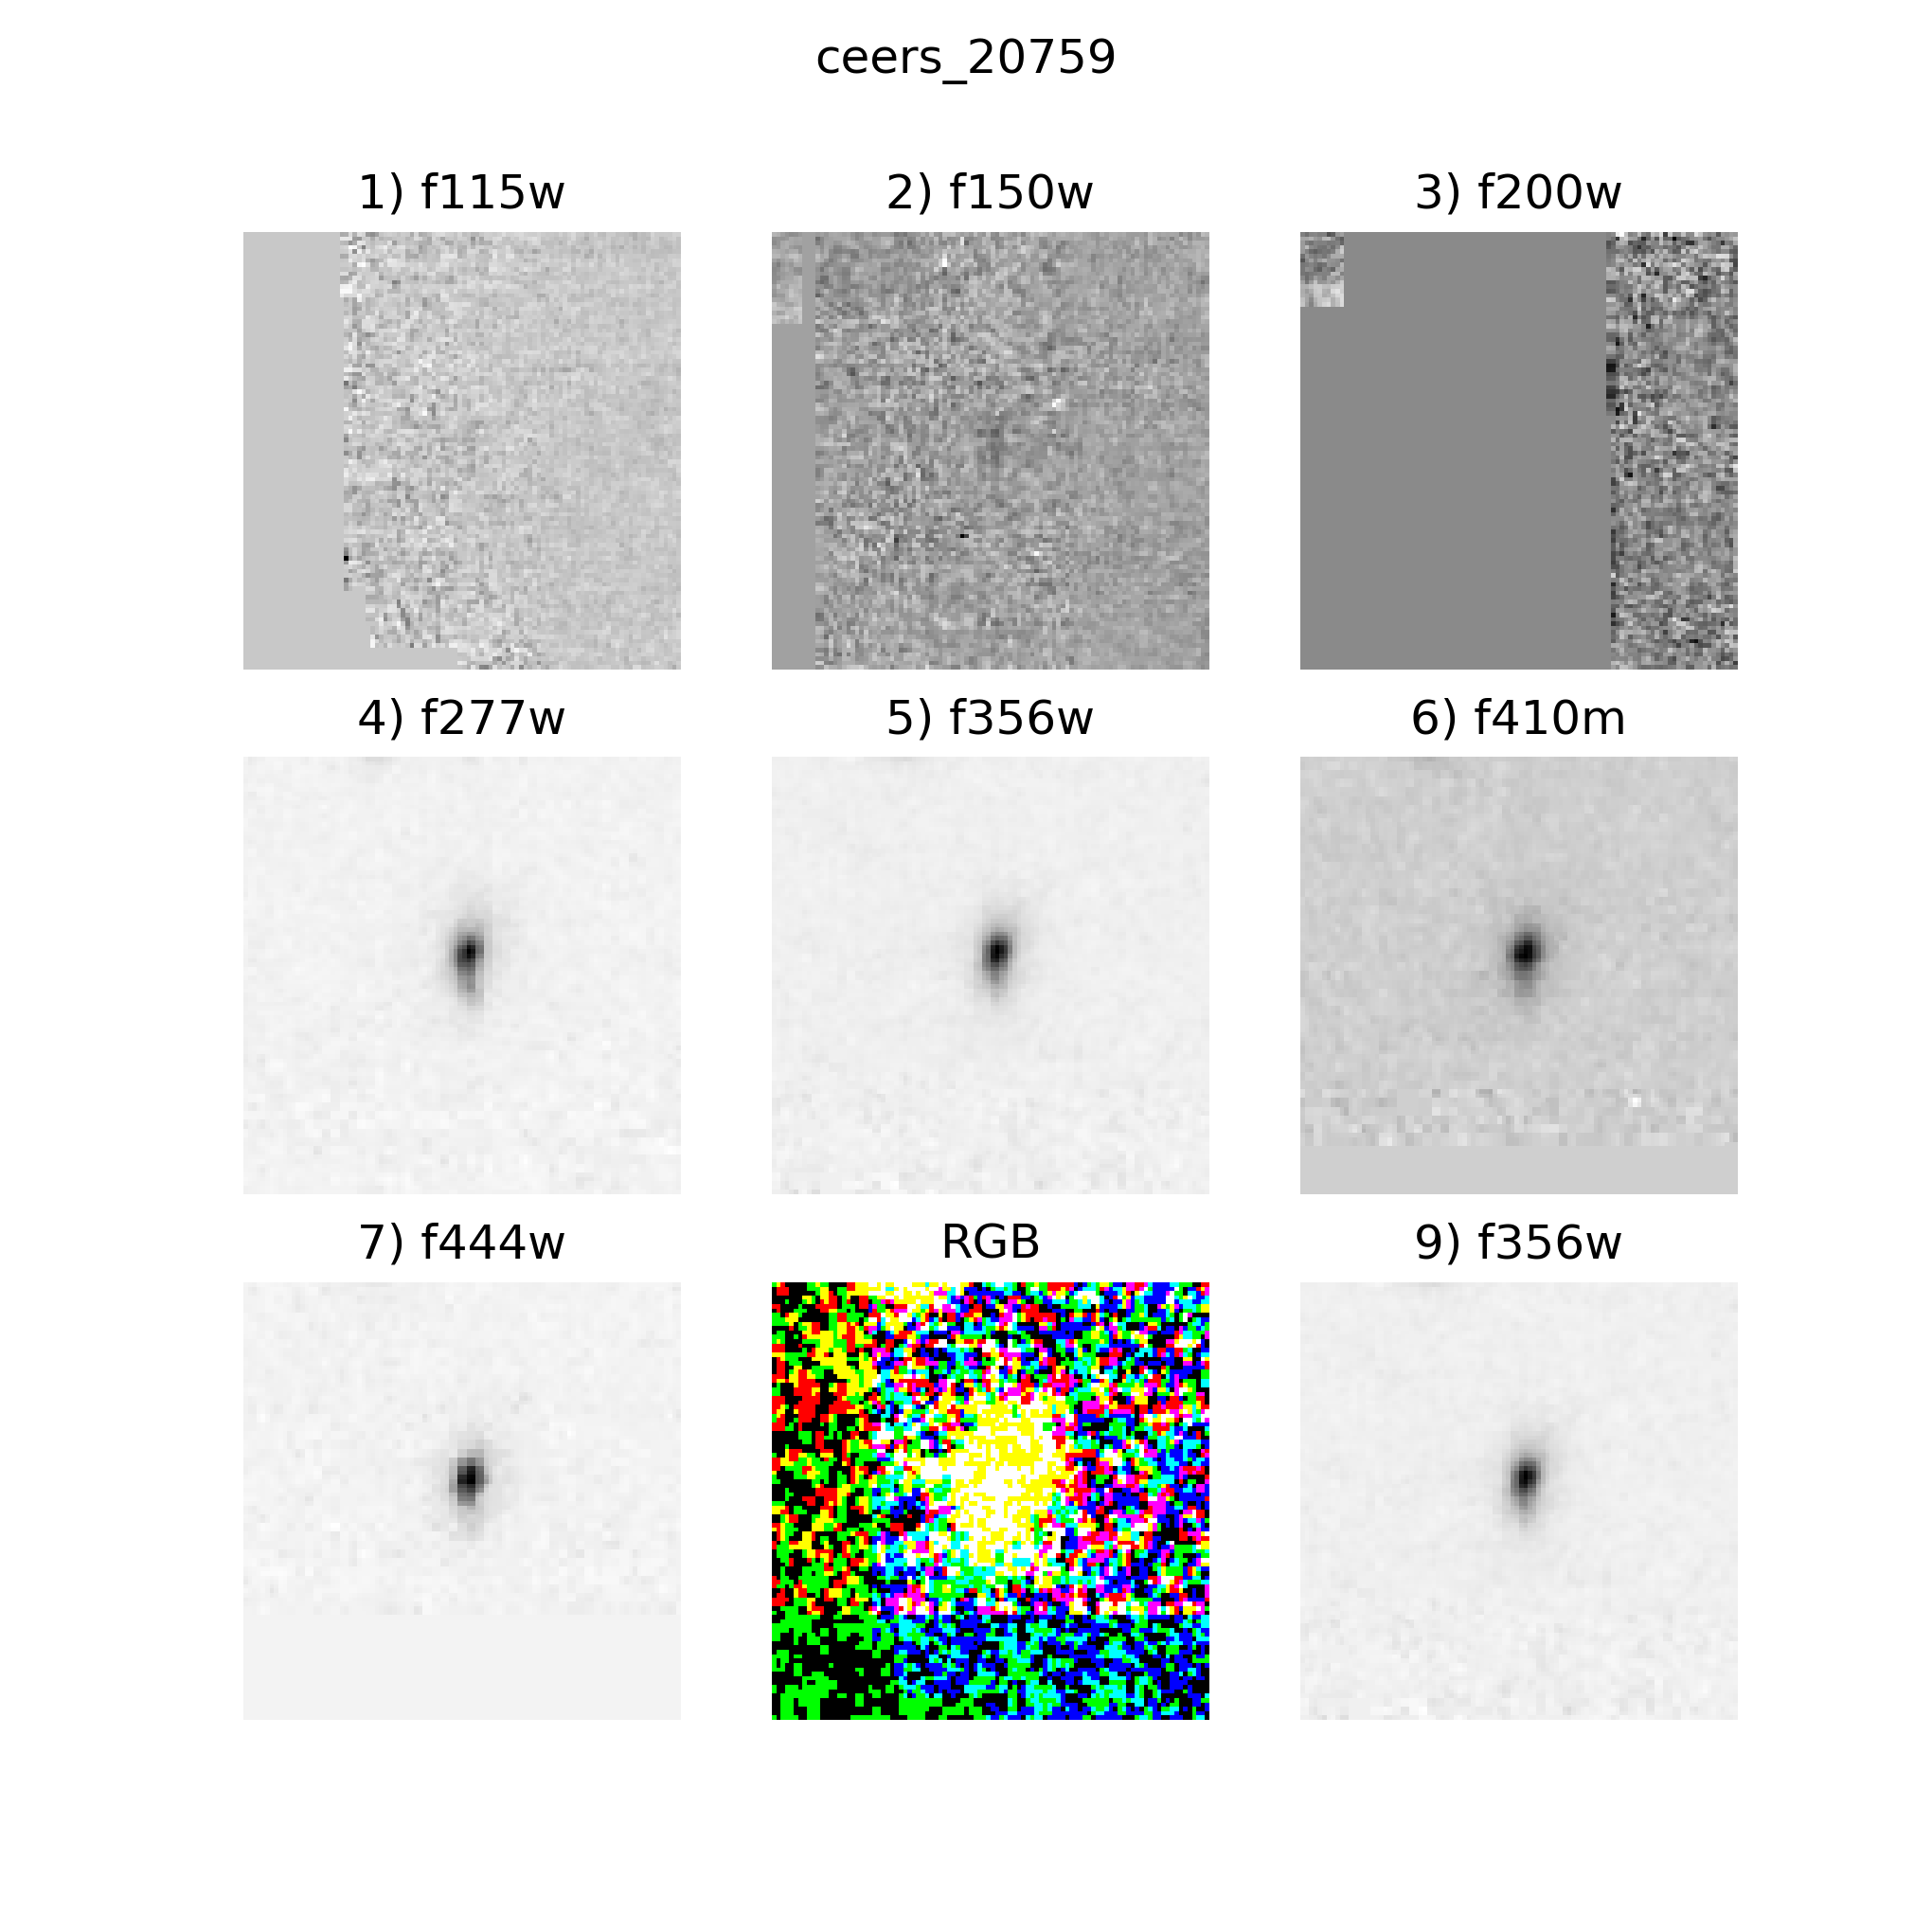 ceers_20759
1) f115w
2) f150w
3) f200w
4) f277w
5) f356w
6) f410m
7) f444w
RGB
9) f356w